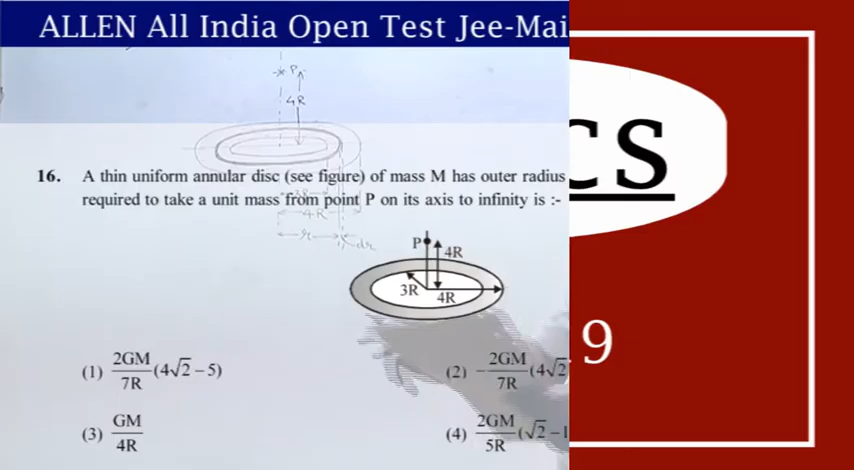 ALLEN All India Open Test Jee-Mai
CS
P
4R
16. A thin uniform annular disc (see figure) of mass M has outer radius
required to take a unit mass from point P on its axis to infinity is :-
4R
r
dr
P
4R
3R
4R
9
(1) 2GM/7R (4√2 – 5)
(2) – 2GM/7R (4√2
(3) GM/4R
(4) 2GM/5R (√2 – 1